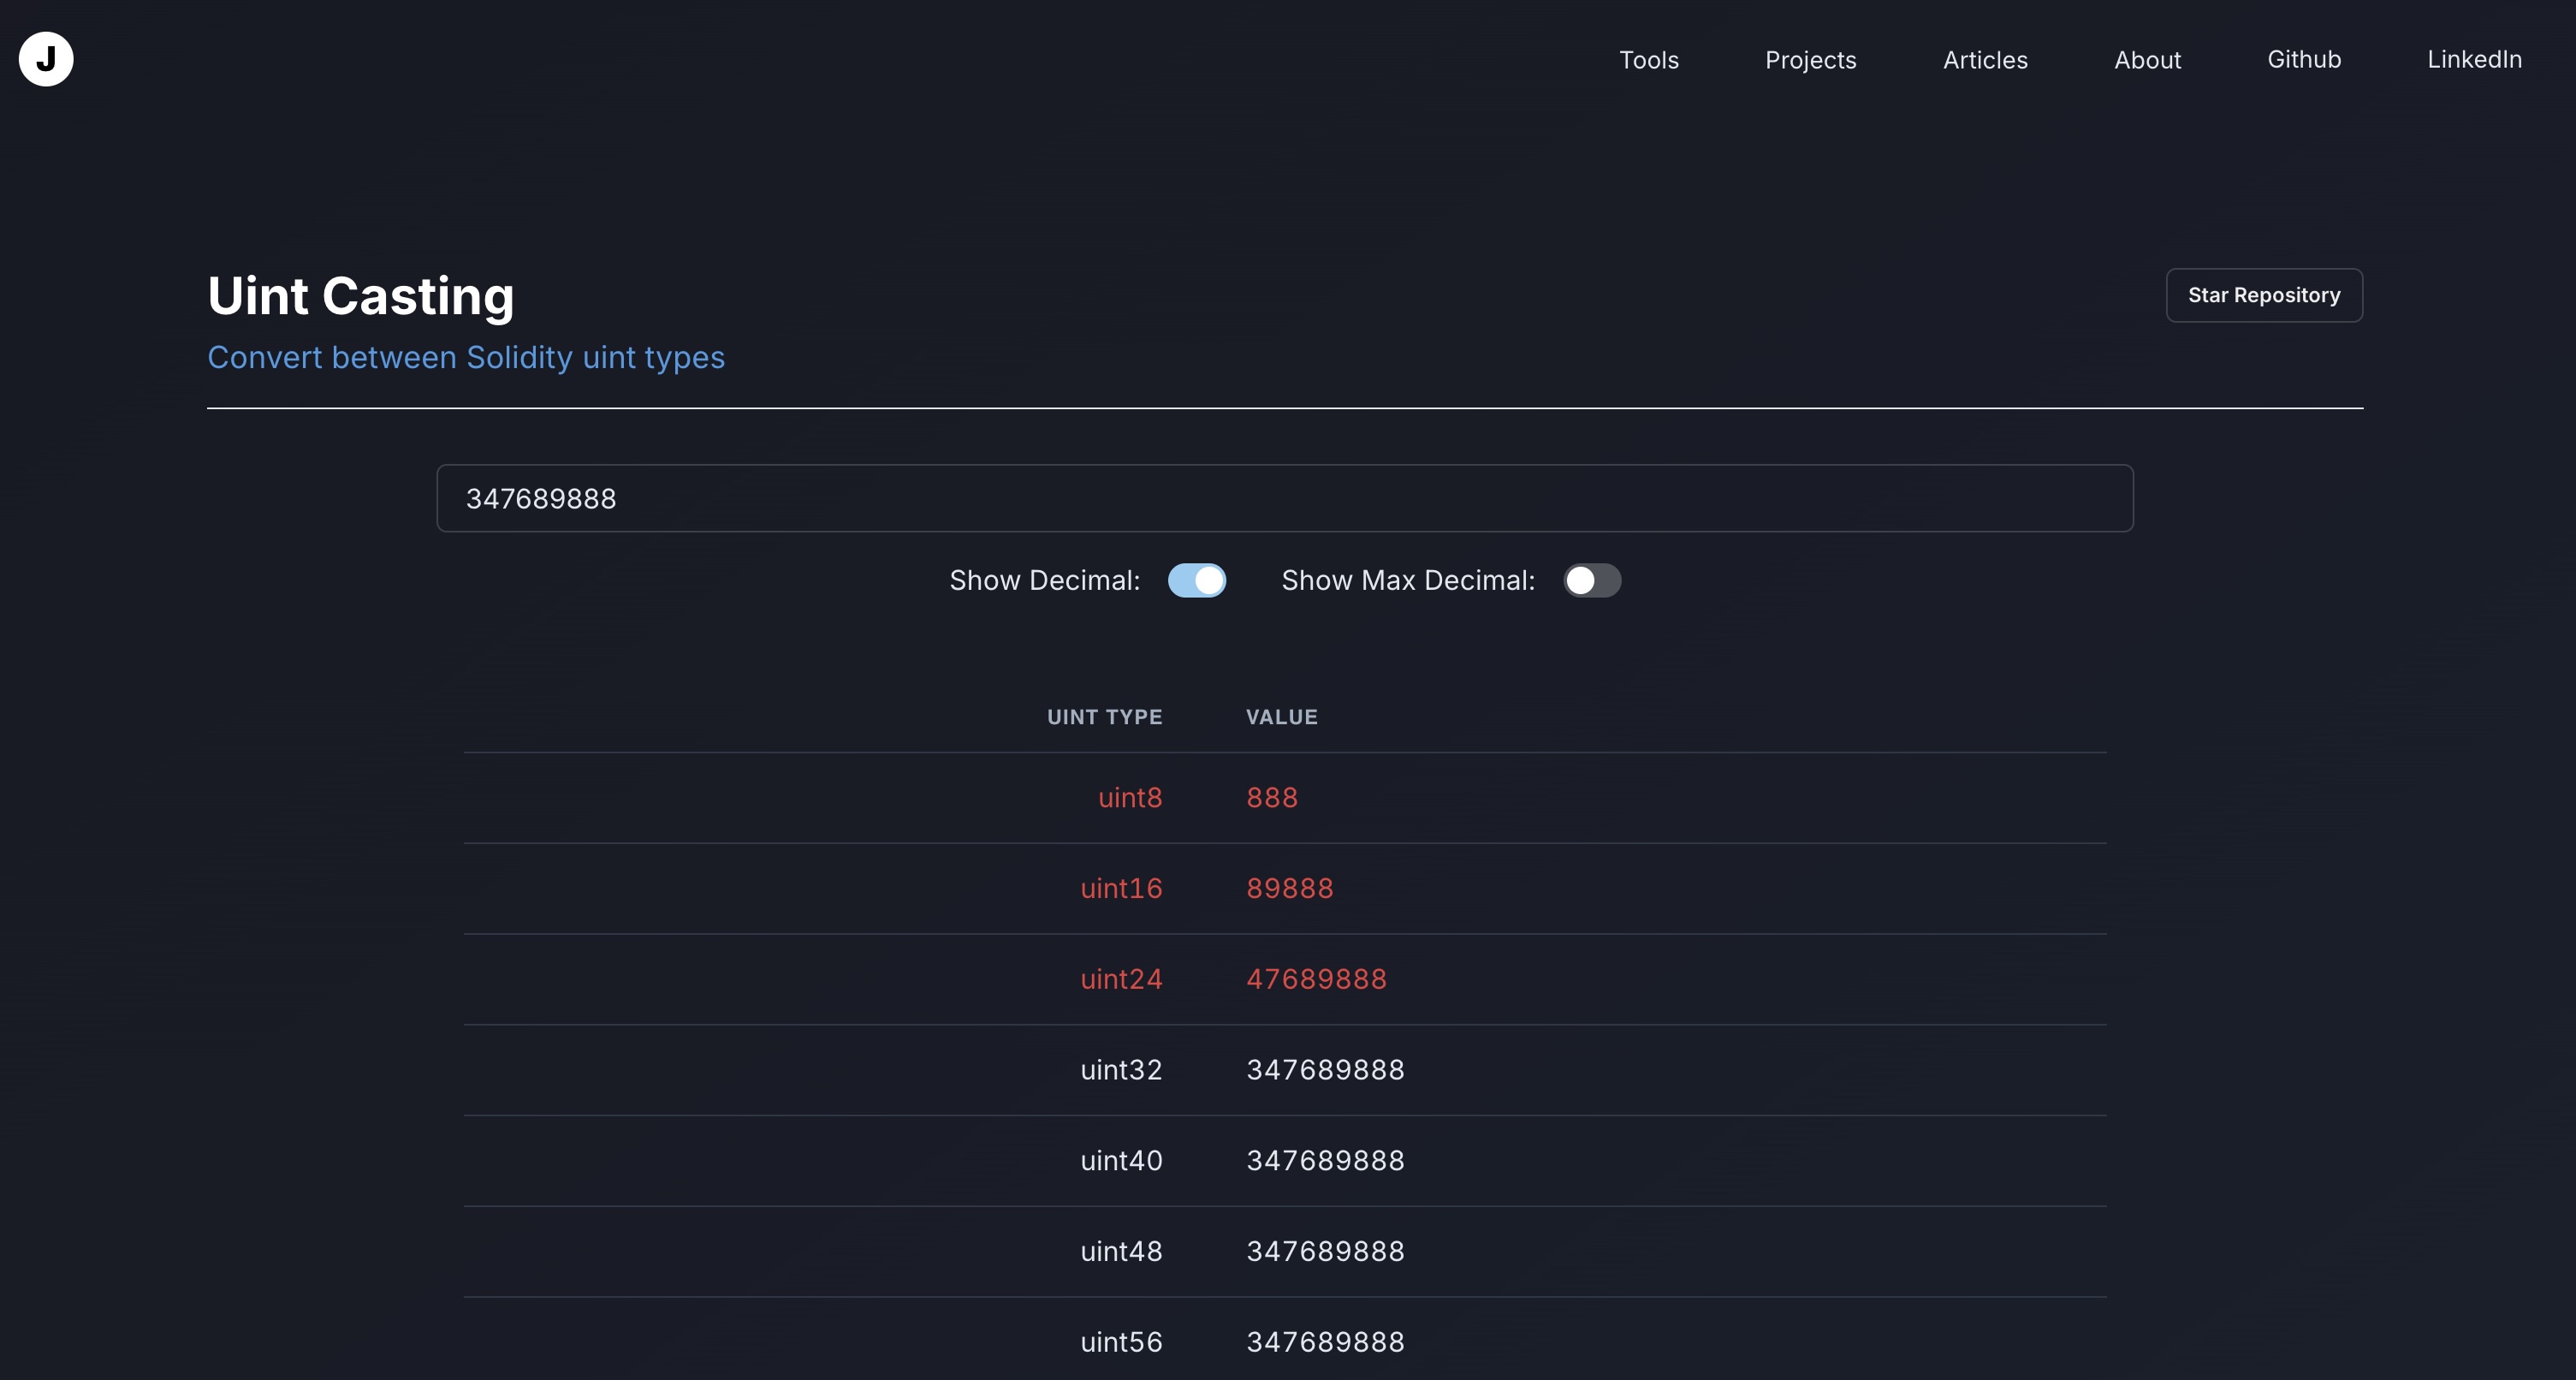 J
Tools Projects Articles About Github LinkedIn
Uint Casting
Star Repository
Convert between Solidity uint types
347689888
Show Decimal: Show Max Decimal:
UINT TYPE VALUE
uint8 888
uint16 89888
uint24 47689888
uint32 347689888
uint40 347689888
uint48 347689888
uint56 347689888